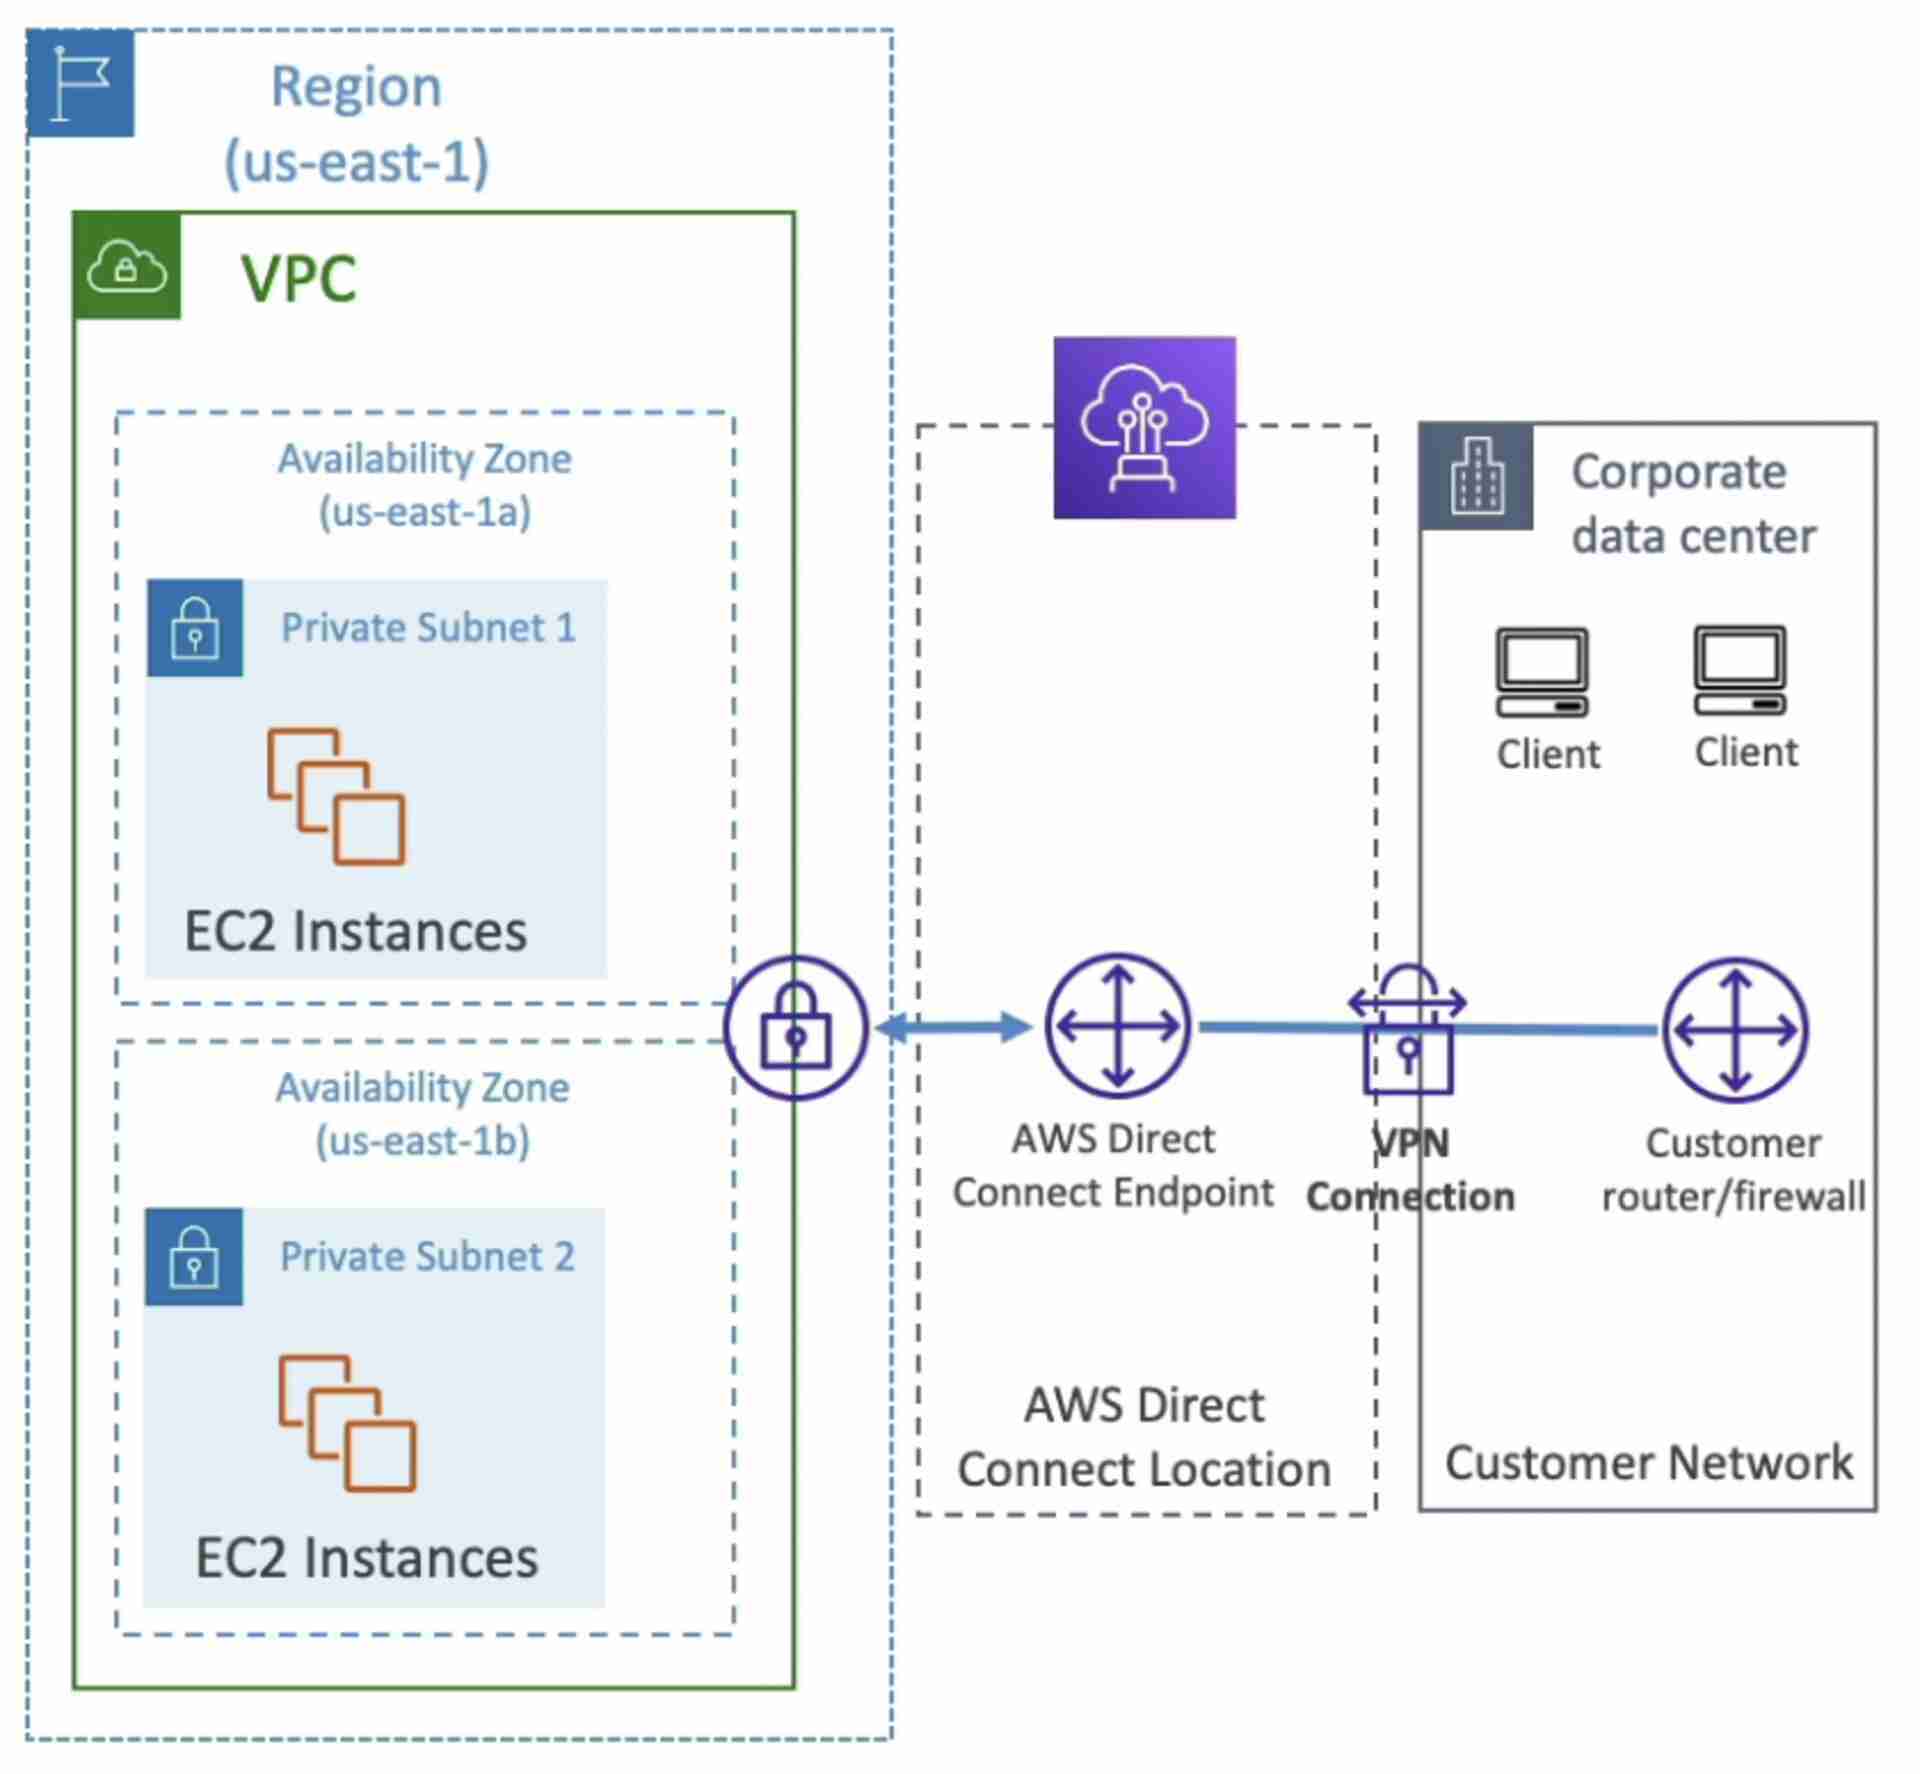 Region
(us-east-1)
VPC
Availability Zone
(us-east-1a)
Private Subnet 1
EC2 Instances
Availability Zone
(us-east-1b)
Private Subnet 2
EC2 Instances
AWS Direct
Connect Endpoint
AWS Direct
Connect Location
VPN
Connection
Corporate
data center
Client
Client
Customer
router/firewall
Customer Network